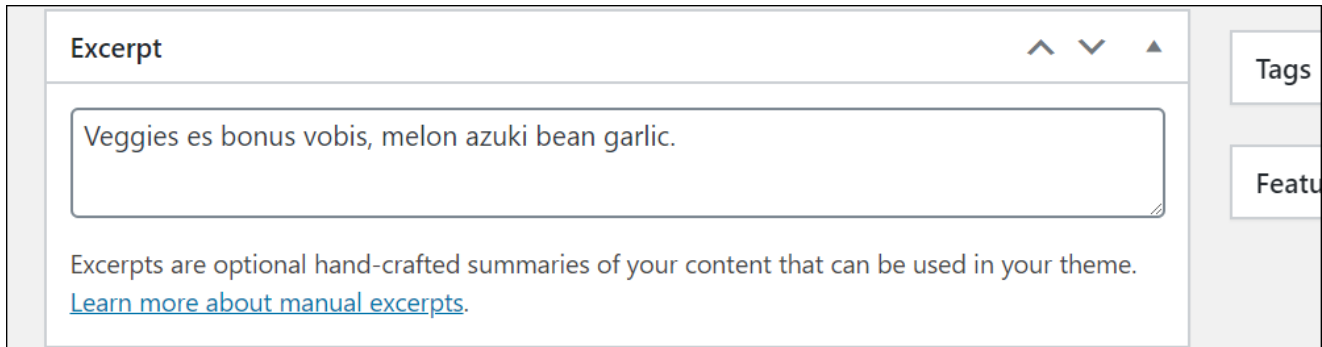 Excerpt
Veggies es bonus vobis, melon azuki bean garlic.
Excerpts are optional hand-crafted summaries of your content that can be used in your theme.
Learn more about manual excerpts.
Tags
Featu